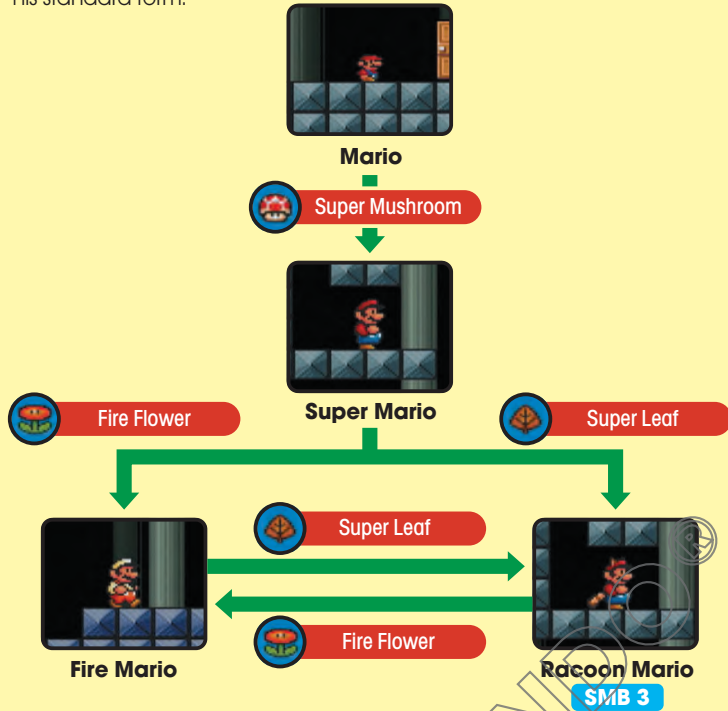 His standard form.
Mario
Super Mushroom
Super Mario
Fire Flower
Super Leaf
Super Leaf
Fire Flower
Fire Mario
Racoon Mario
SMB 3